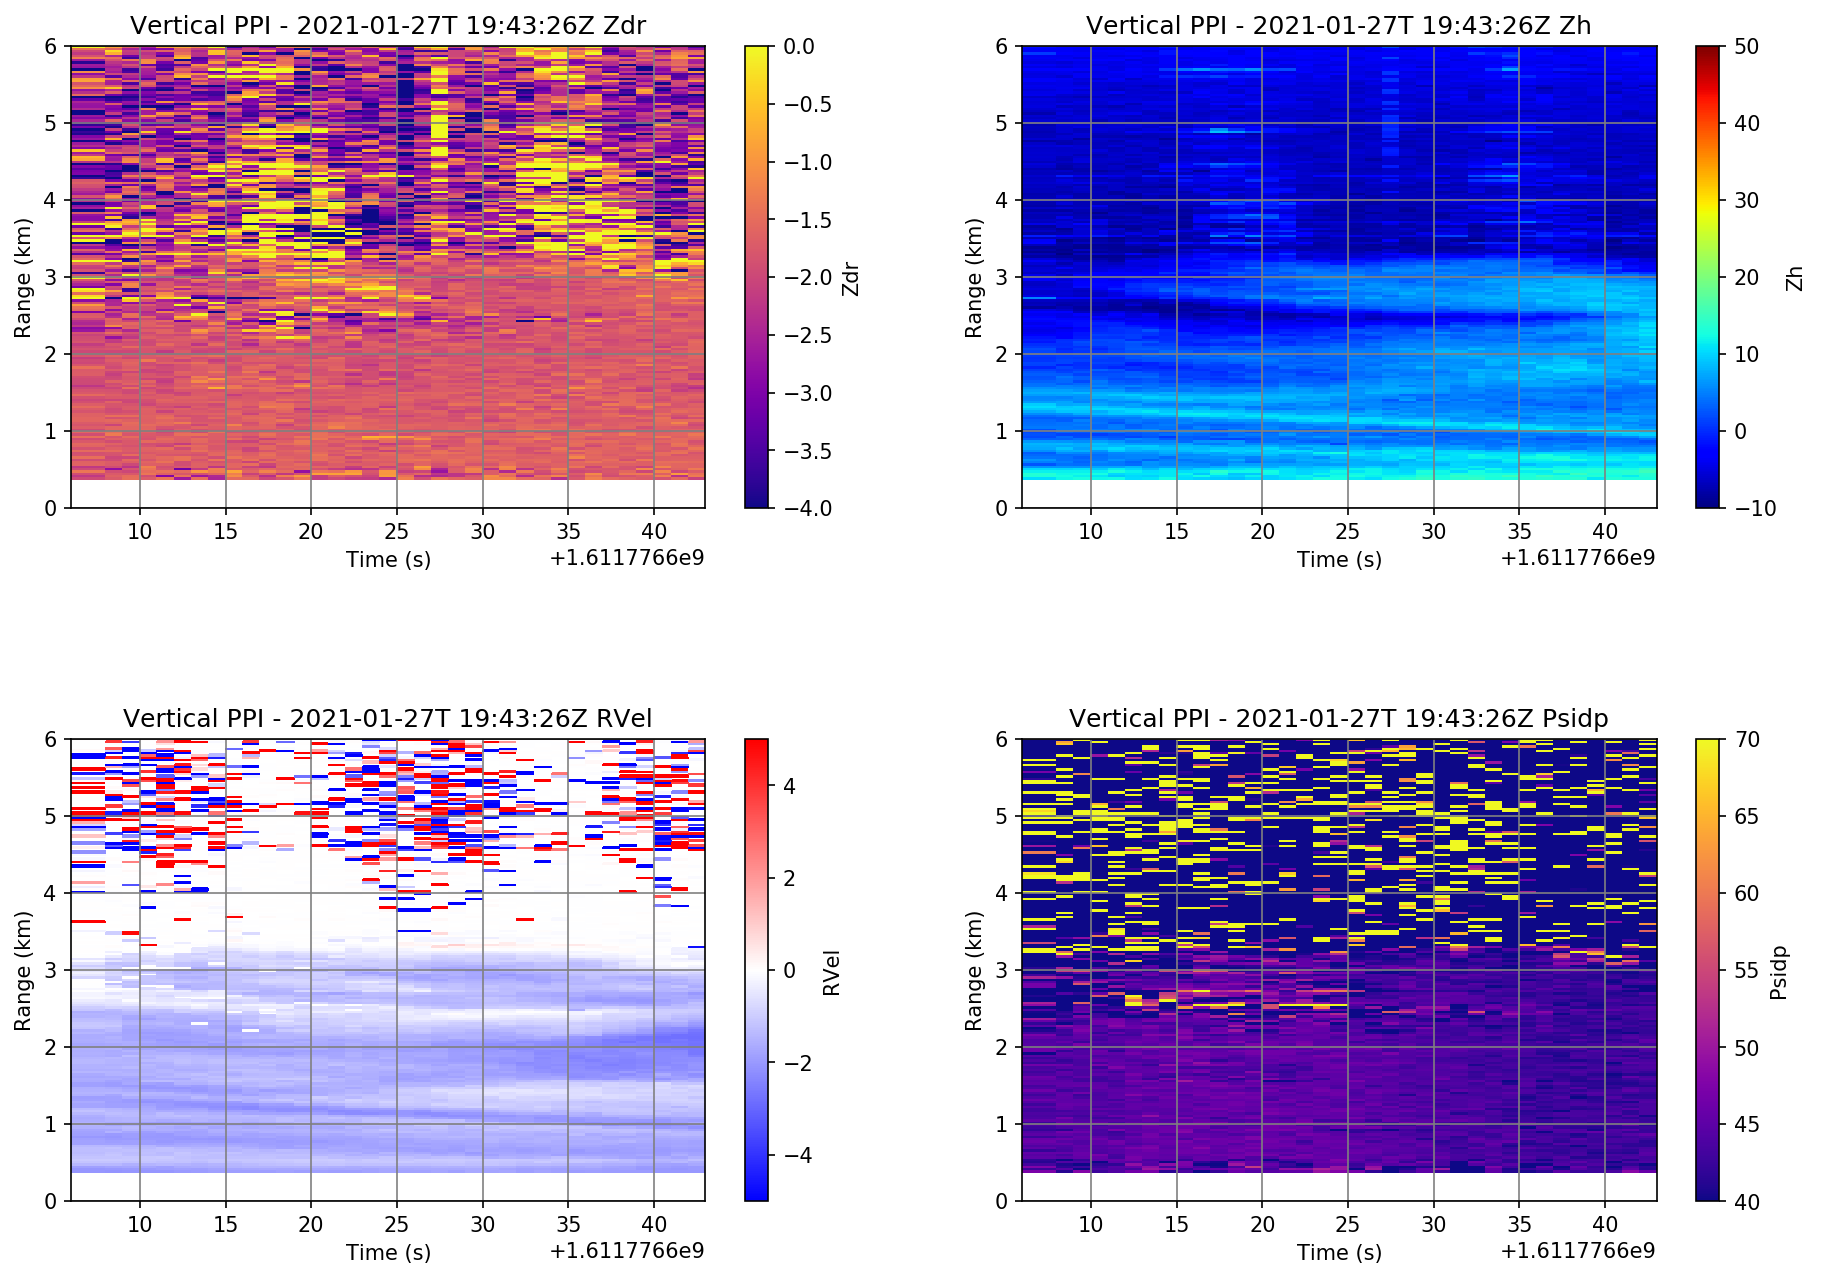 Vertical PPI - 2021-01-27T 19:43:26Z Zdr
6
5
4
3
2
1
0
Range (km)
10 15 20 25 30 35 40
Time (s)
+1.6117766e9
0.0
−0.5
−1.0
−1.5
−2.0
−2.5
−3.0
−3.5
−4.0
Zdr
Vertical PPI - 2021-01-27T 19:43:26Z Zh
6
5
4
3
2
1
0
Range (km)
10 15 20 25 30 35 40
Time (s)
+1.6117766e9
50
40
30
20
10
0
−10
Zh
Vertical PPI - 2021-01-27T 19:43:26Z RVel
6
5
4
3
2
1
0
Range (km)
10 15 20 25 30 35 40
Time (s)
+1.6117766e9
4
2
0
−2
−4
RVel
Vertical PPI - 2021-01-27T 19:43:26Z Psidp
6
5
4
3
2
1
0
Range (km)
10 15 20 25 30 35 40
Time (s)
+1.6117766e9
70
65
60
55
50
45
40
Psidp